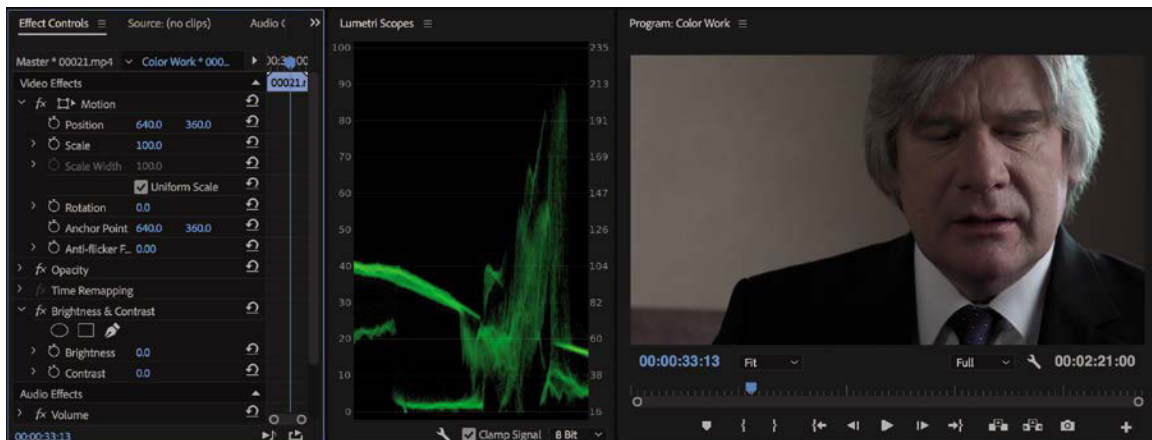 Effect Controls
Source: (no clips)
Audio C
Master * 00021.mp4
Color Work * 000...
00021.r
Video Effects
fx Motion
Position 640.0 360.0
Scale 100.0
Scale Width 100.0
Uniform Scale
Rotation 0.0
Anchor Point 640.0 360.0
Anti-flicker F... 0.00
fx Opacity
fx Time Remapping
fx Brightness & Contrast
Brightness 0.0
Contrast 0.0
Audio Effects
fx Volume
00:00:33:13
Lumetri Scopes
100 235
90 213
80 191
70 169
60 147
50 126
40 104
30 82
20 60
10 38
0 16
Clamp Signal 8 Bit
Program: Color Work
00:00:33:13 Fit Full 00:02:21:00